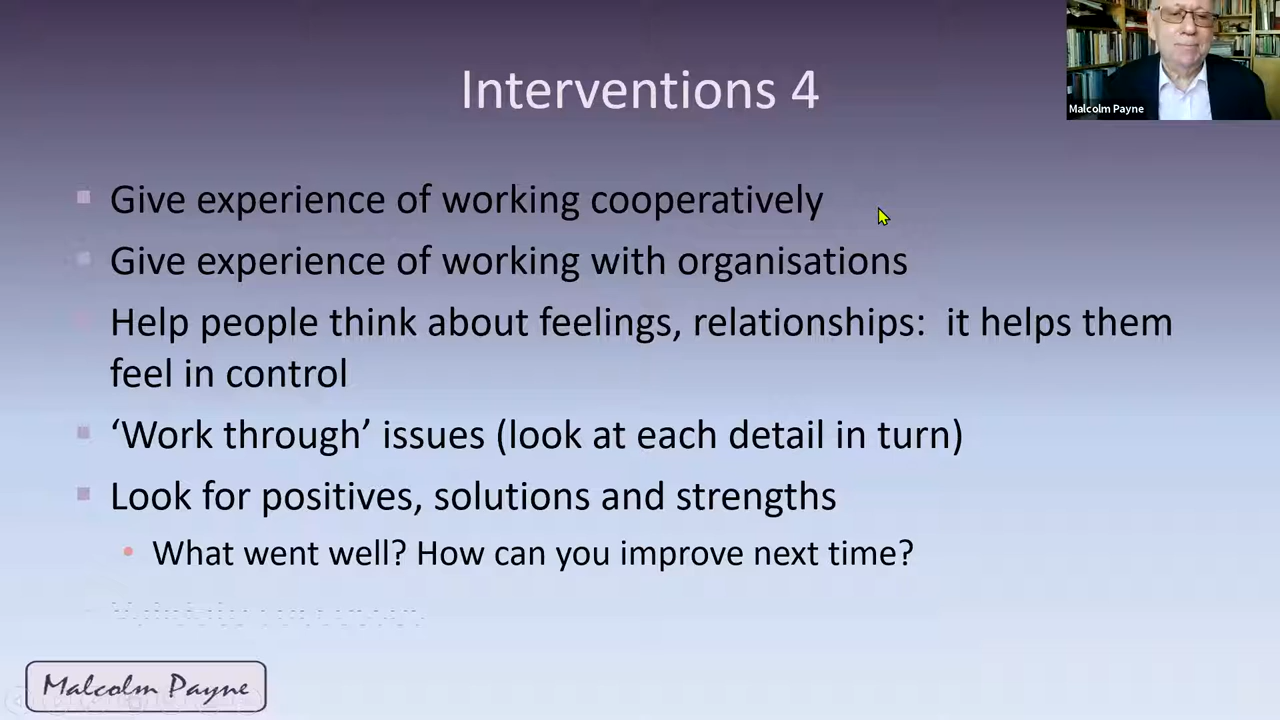 Interventions 4
Malcolm Payne
Give experience of working cooperatively
Give experience of working with organisations
Help people think about feelings, relationships:  it helps them
feel in control
‘Work through’ issues (look at each detail in turn)
Look for positives, solutions and strengths
What went well? How can you improve next time?
Malcolm Payne